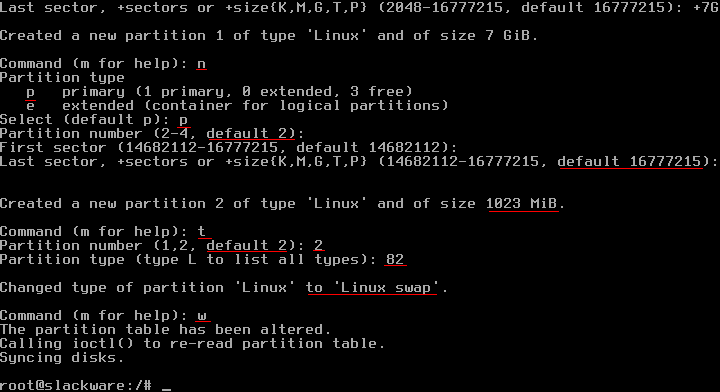 Last sector, +sectors or +size{K,M,G,T,P} (2048-16777215, default 16777215): +7G
Created a new partition 1 of type 'Linux' and of size 7 GiB.
Command (m for help): n
Partition type
p   primary (1 primary, 0 extended, 3 free)
e   extended (container for logical partitions)
Select (default p): p
Partition number (2-4, default 2):
First sector (14682112-16777215, default 14682112):
Last sector, +sectors or +size{K,M,G,T,P} (14682112-16777215, default 16777215):
Created a new partition 2 of type 'Linux' and of size 1023 MiB.
Command (m for help): t
Partition number (1,2, default 2): 2
Partition type (type L to list all types): 82
Changed type of partition 'Linux' to 'Linux swap'.
Command (m for help): w
The partition table has been altered.
Calling ioctl() to re-read partition table.
Syncing disks.
root@slackware:/# _